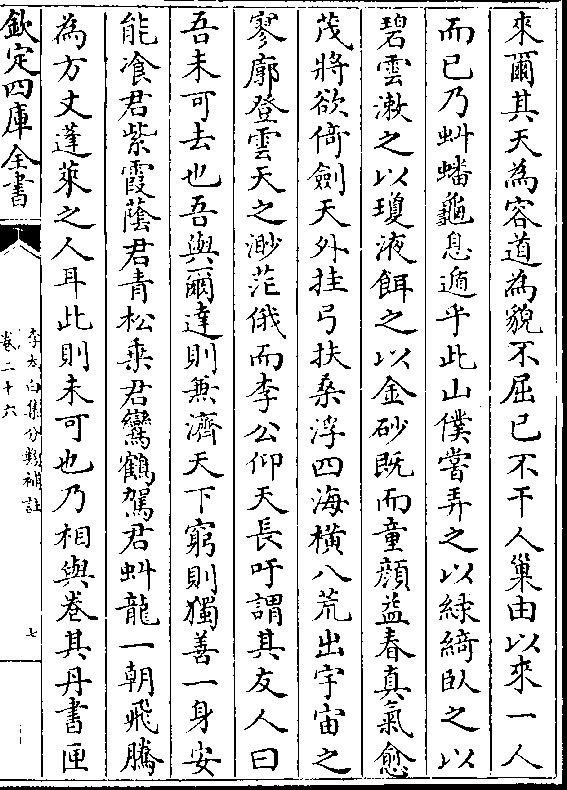 來爾其天為容道為貌不屈已不干人巢由以來一人
而已乃虬蟠龜息遁乎此山僕嘗弄之以緑綺臥之以
碧雲漱之以瓊液餌之以金砂既而童顔益春真氣愈
茂將欲倚劍天外挂弓扶桑浮四海橫八荒出宇宙之
寥廓登雲天之渺茫俄而李公仰天長吁謂其友人曰
吾未可去也吾與爾達則兼濟天下窮則獨善一身安
能飡君紫霞蔭君青松乘君鸞鶴駕君虬龍一朝飛騰
為方丈蓬萊之人耳此則未可也乃相與卷其丹書匣
欽定四庫全書
李太白集分類補註
卷二十六
七